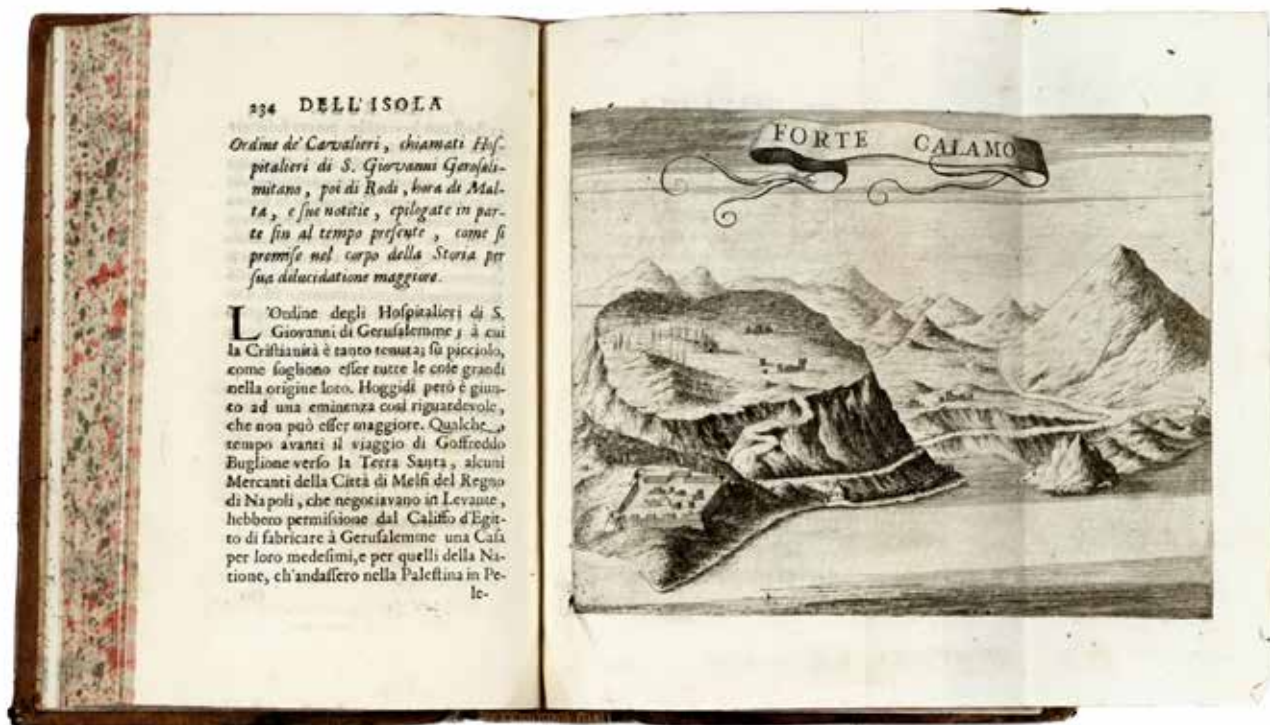 234 DELL'ISOLA
Ordine de' Cavalieri, chiamati Hoſ-
pitalieri di S. Giovanni Geroſoli-
mitano, poi di Rodi, hora di Mal-
ta, e ſue notitie, epilogate in par-
te ſin al tempo preſente, come ſi
promiſe nel corpo della Storia per
ſua dilucidatione maggiore.
L'Ordine degli Hoſpitalieri di S.
Giovanni di Geruſalemme, à cui
la Criſtianità è tanto tenuta; fù picciolo,
come ſogliono eſſer tutte le coſe grandi
nella origine loro. Hoggidì però è giun-
to ad una eminenza così riguardevole,
che non può eſſer maggiore. Qualche
tempo avanti il viaggio di Goffreddo
Buglione verſo la Terra Santa, alcuni
Mercanti della Città di Melfi del Regno
di Napoli, che negotiavano in Levante,
hebbero permiſſione dal Califfo d'Egit-
to di fabricare à Geruſalemme una Caſa
per loro medeſimi, e per quelli della Na-
tione, ch'andaſſero nella Paleſtina in Pe-
le-
FORTE CALAMO